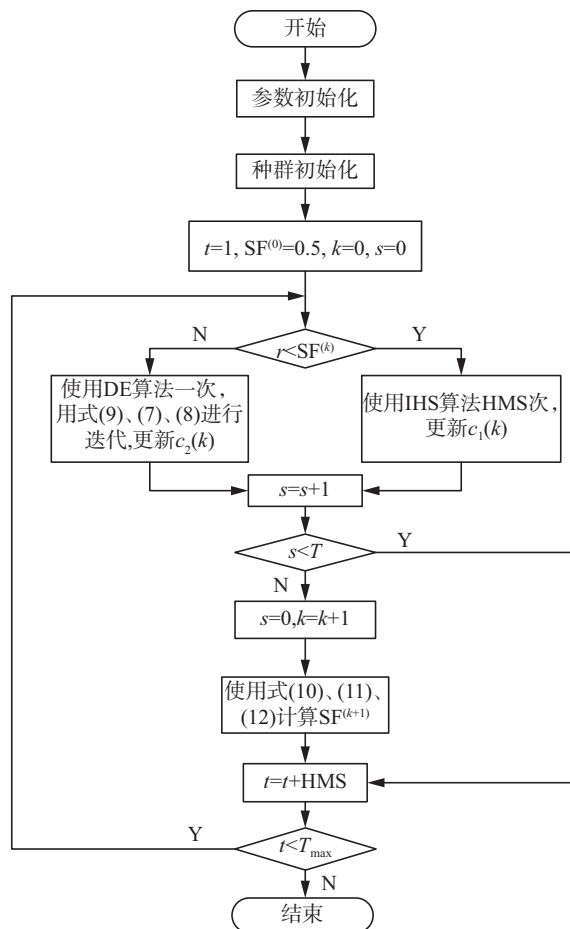 开始
参数初始化
种群初始化
t=1, SF⁽⁰⁾=0.5, k=0, s=0
N
r<SF⁽ᵏ⁾
Y
使用DE算法一次,
用式(9)、(7)、(8)进行
迭代,更新c₂(k)
使用IHS算法HMS次,
更新c₁(k)
s=s+1
s<T
Y
N
s=0,k=k+1
使用式(10)、(11)、
(12)计算SF⁽ᵏ⁺¹⁾
t=t+HMS
Y
t<Tmax
N
结束